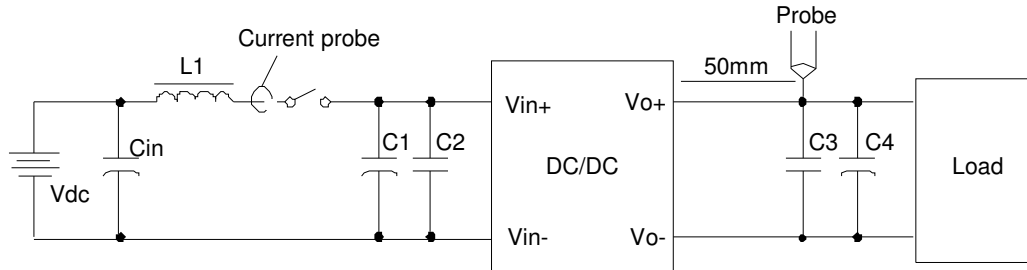 Probe
Current probe
L1
50mm
Vin+
Vo+
Cin
C1
C2
C3
C4
DC/DC
Load
Vdc
Vin-
Vo-